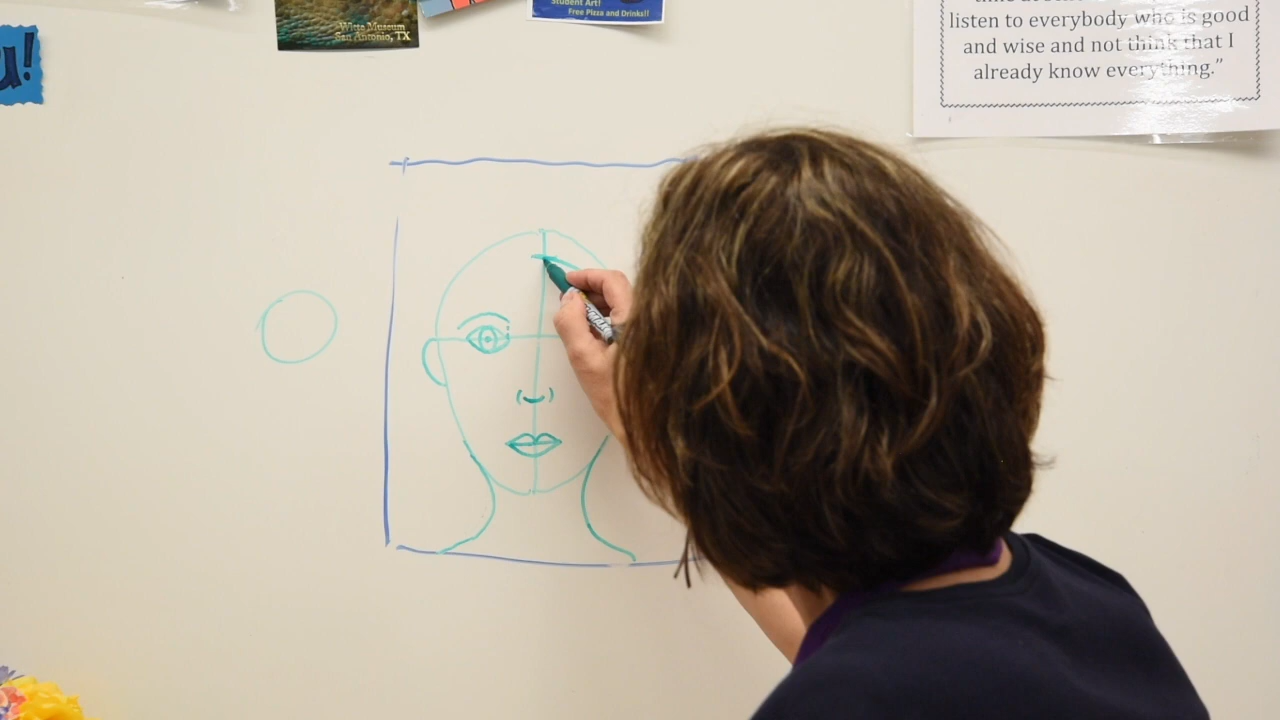 u!
Witte Museum
San Antonio, TX
Student Art!
Free Pizza and Drinks!!
listen to everybody who is good
and wise and not think that I
already know everything.”